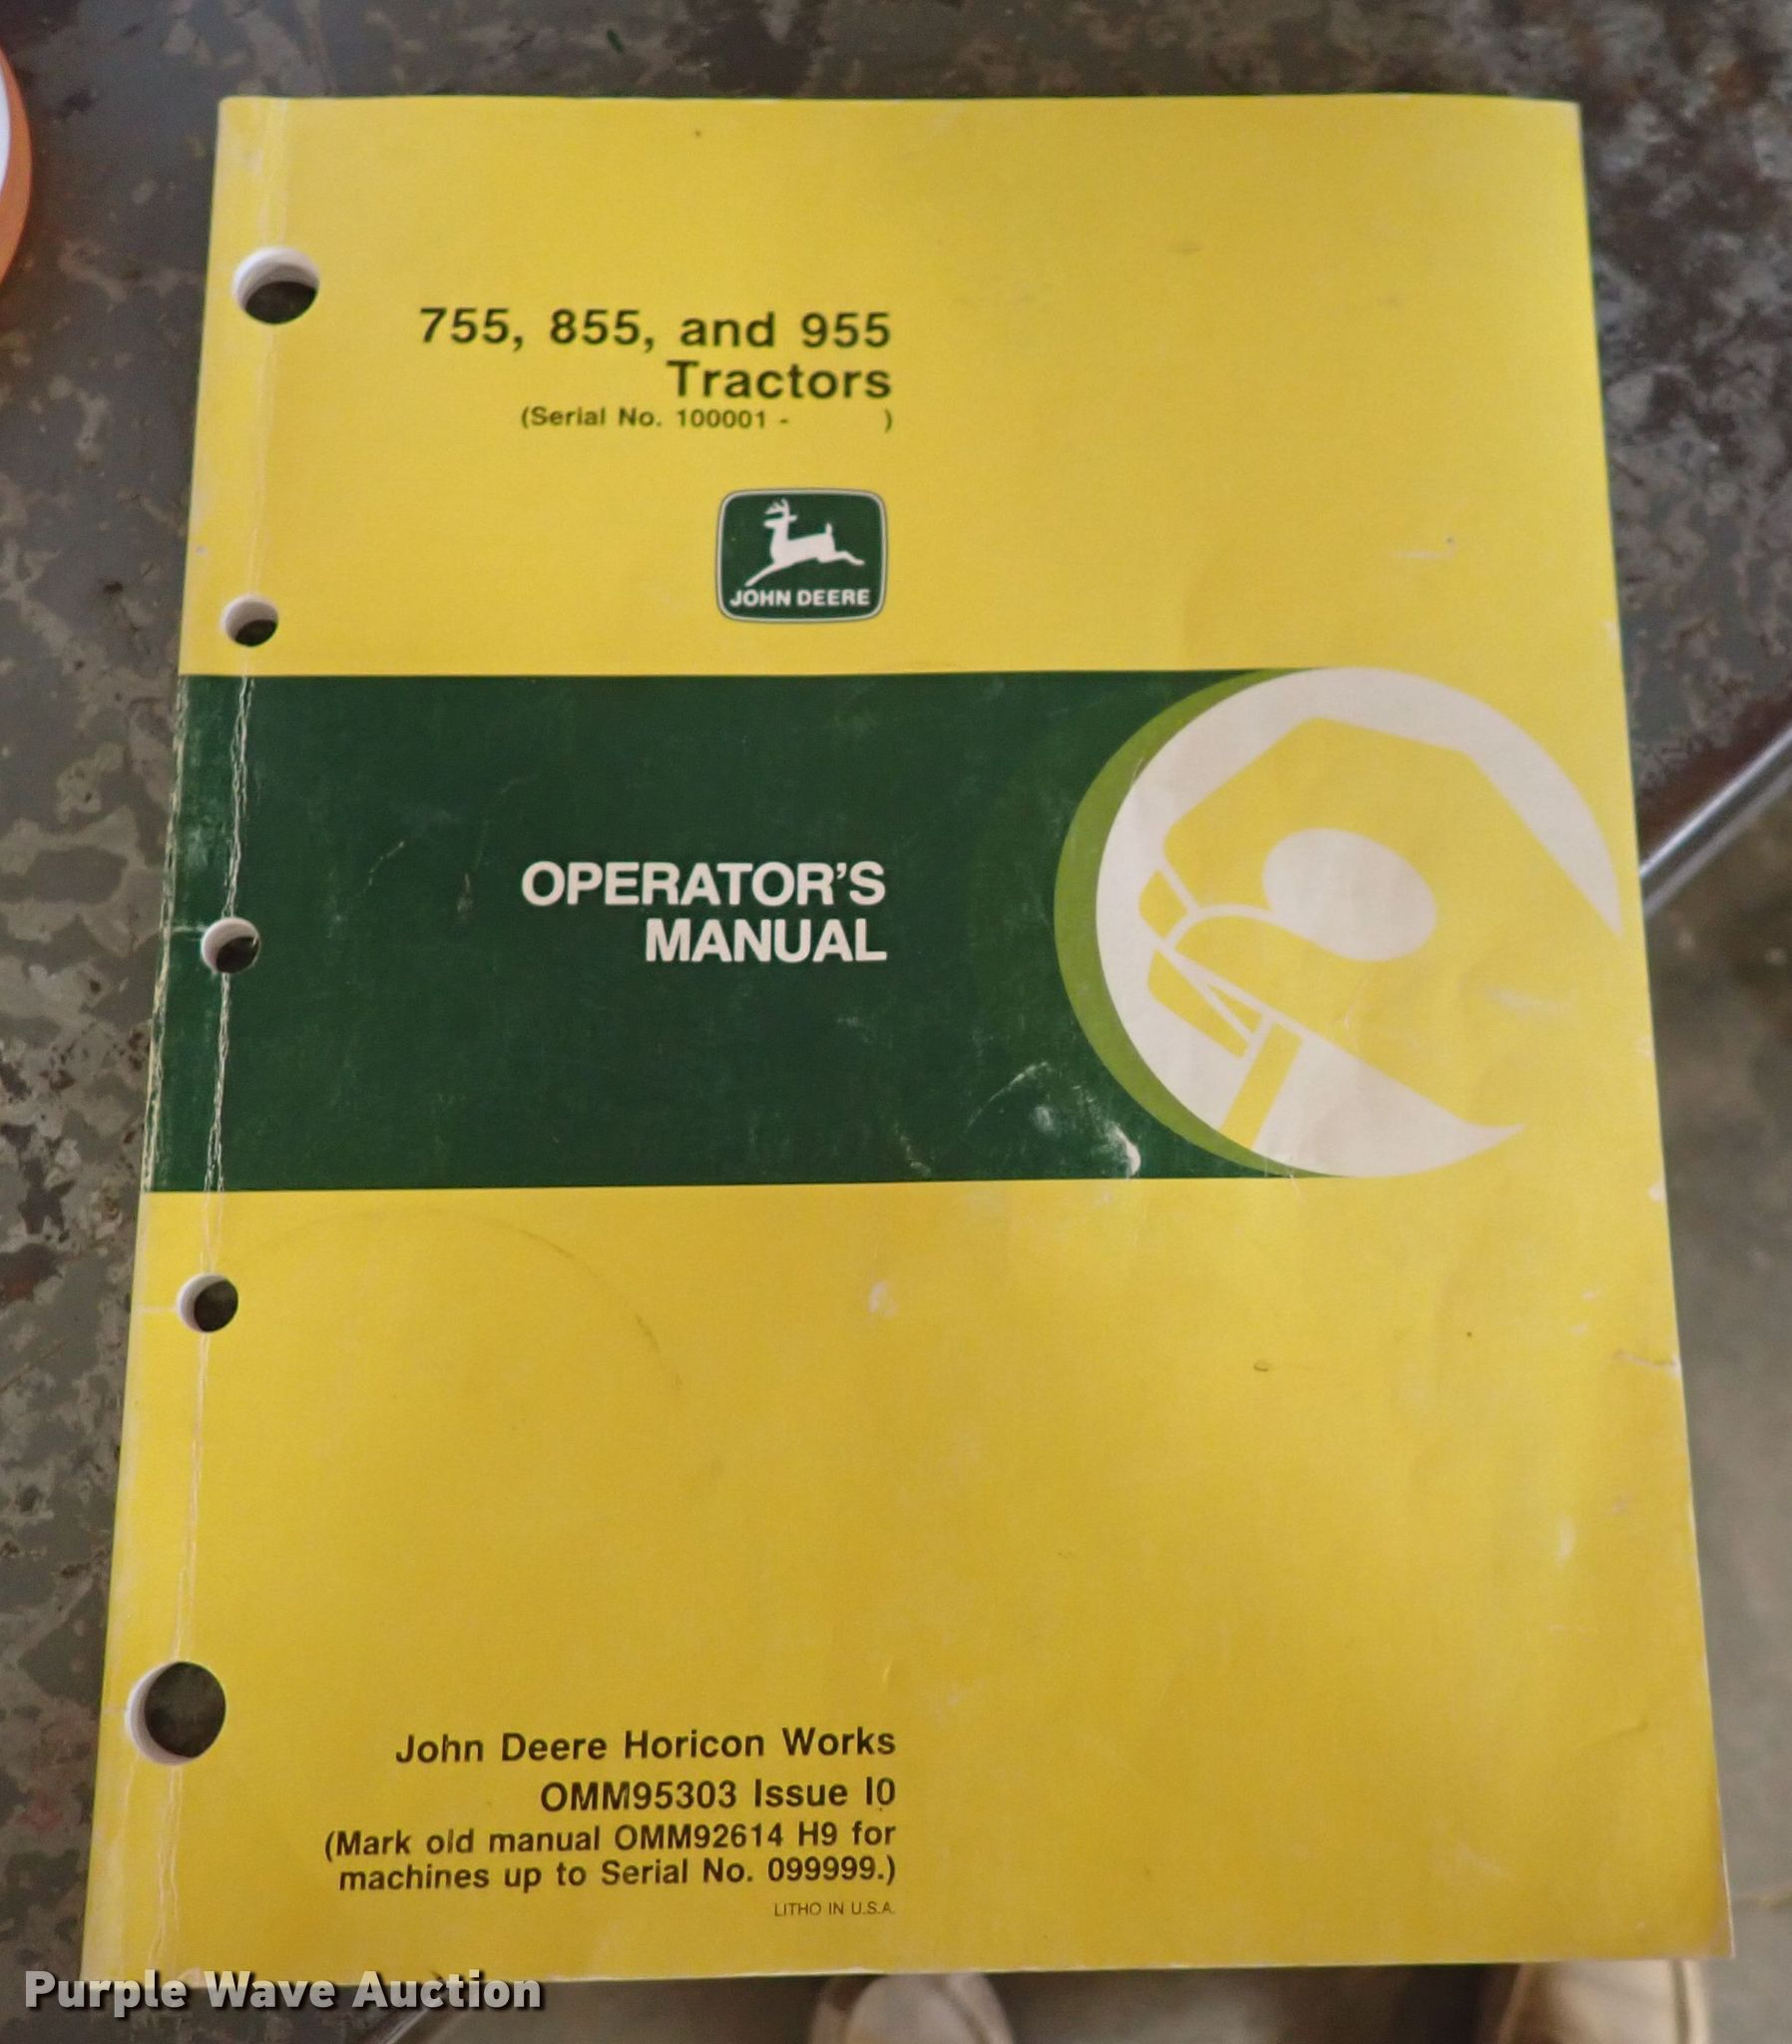 755, 855, and 955
Tractors
(Serial No. 100001 -        )
JOHN DEERE
OPERATOR'S
MANUAL
John Deere Horicon Works
OMM95303 Issue I0
(Mark old manual OMM92614 H9 for
machines up to Serial No. 099999.)
LITHO IN U.S.A.
Purple Wave Auction